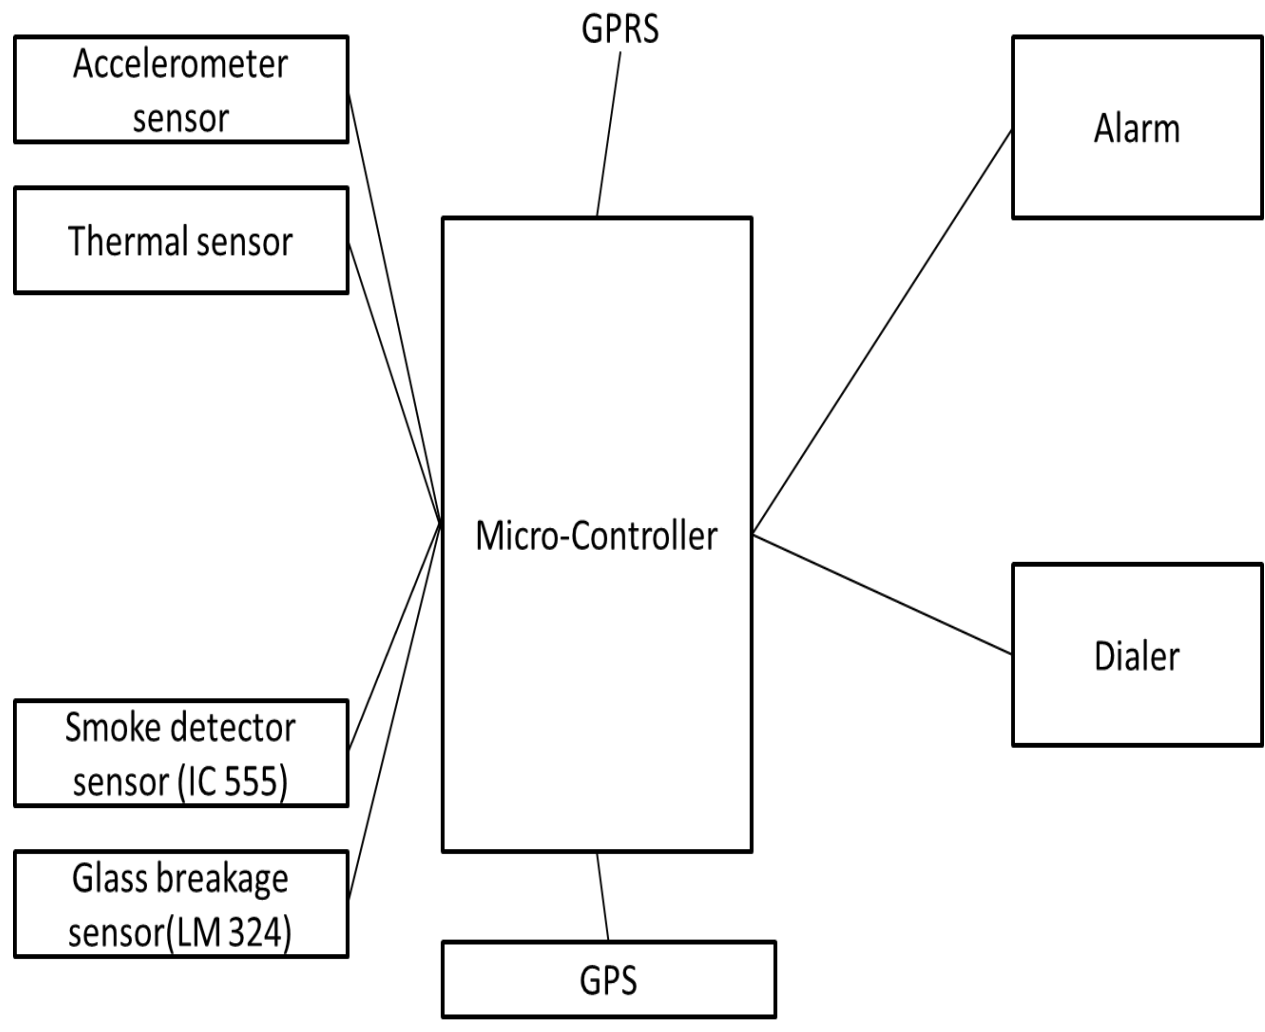 GPRS
Accelerometer
sensor
Thermal sensor
Smoke detector
sensor (IC 555)
Glass breakage
sensor(LM 324)
Micro-Controller
GPS
Alarm
Dialer